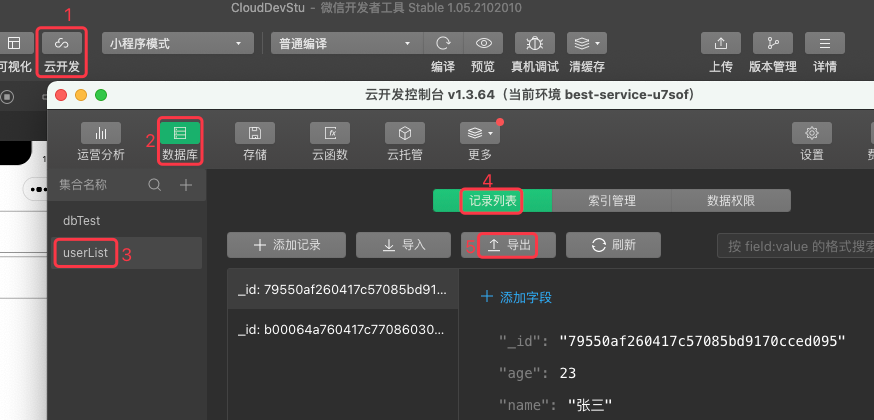 CloudDevStu - 微信开发者工具 Stable 1.05.2102010
1
可视化 云开发 小程序模式 普通编译 编译 预览 真机调试 清缓存 上传 版本管理 详情
云开发控制台 v1.3.64（当前环境 best-service-u7sof）
2
运营分析 数据库 存储 云函数 云托管 更多 设置
集合名称
4
记录列表 索引管理 数据权限
dbTest
userList 3
添加记录 导入 5 导出 刷新 按 field:value 的格式搜索
_id: 79550af260417c57085bd91...
_id: b00064a760417c77086030...
添加字段
"_id": "79550af260417c57085bd9170cced095"
"age": 23
"name": "张三"